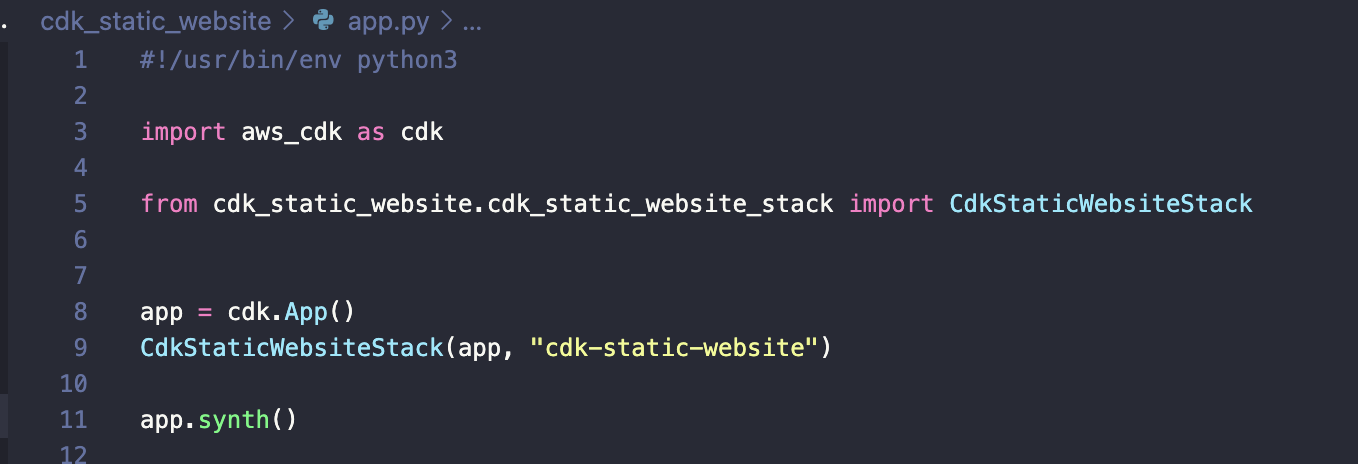 cdk_static_website > app.py > ...
1 #!/usr/bin/env python3
2
3 import aws_cdk as cdk
4
5 from cdk_static_website.cdk_static_website_stack import CdkStaticWebsiteStack
6
7
8 app = cdk.App()
9 CdkStaticWebsiteStack(app, "cdk-static-website")
10
11 app.synth()
12